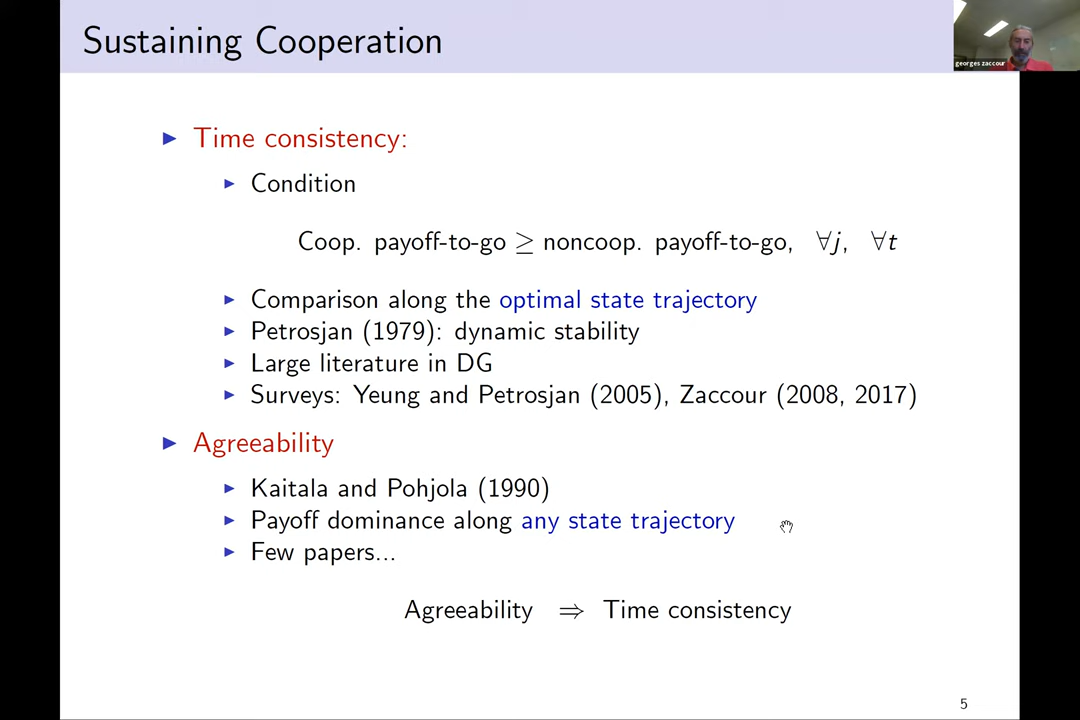 Sustaining Cooperation
georges zaccour
Time consistency:
Condition
Coop. payoff-to-go ≥ noncoop. payoff-to-go, ∀j, ∀t
Comparison along the optimal state trajectory
Petrosjan (1979): dynamic stability
Large literature in DG
Surveys: Yeung and Petrosjan (2005), Zaccour (2008, 2017)
Agreeability
Kaitala and Pohjola (1990)
Payoff dominance along any state trajectory
Few papers...
Agreeability ⇒ Time consistency
5